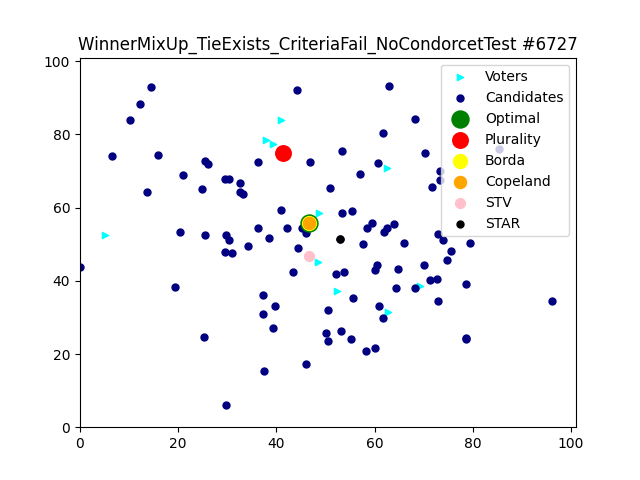 WinnerMixUp_TieExists_CriteriaFail_NoCondorcetTest #6727
100
80
60
40
20
0
0
20
40
60
80
100
Voters
Candidates
Optimal
Plurality
Borda
Copeland
STV
STAR